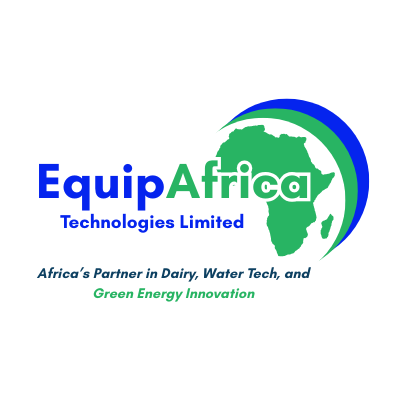 EquipAfrica
Technologies Limited
Africa's Partner in Dairy, Water Tech, and
Green Energy Innovation